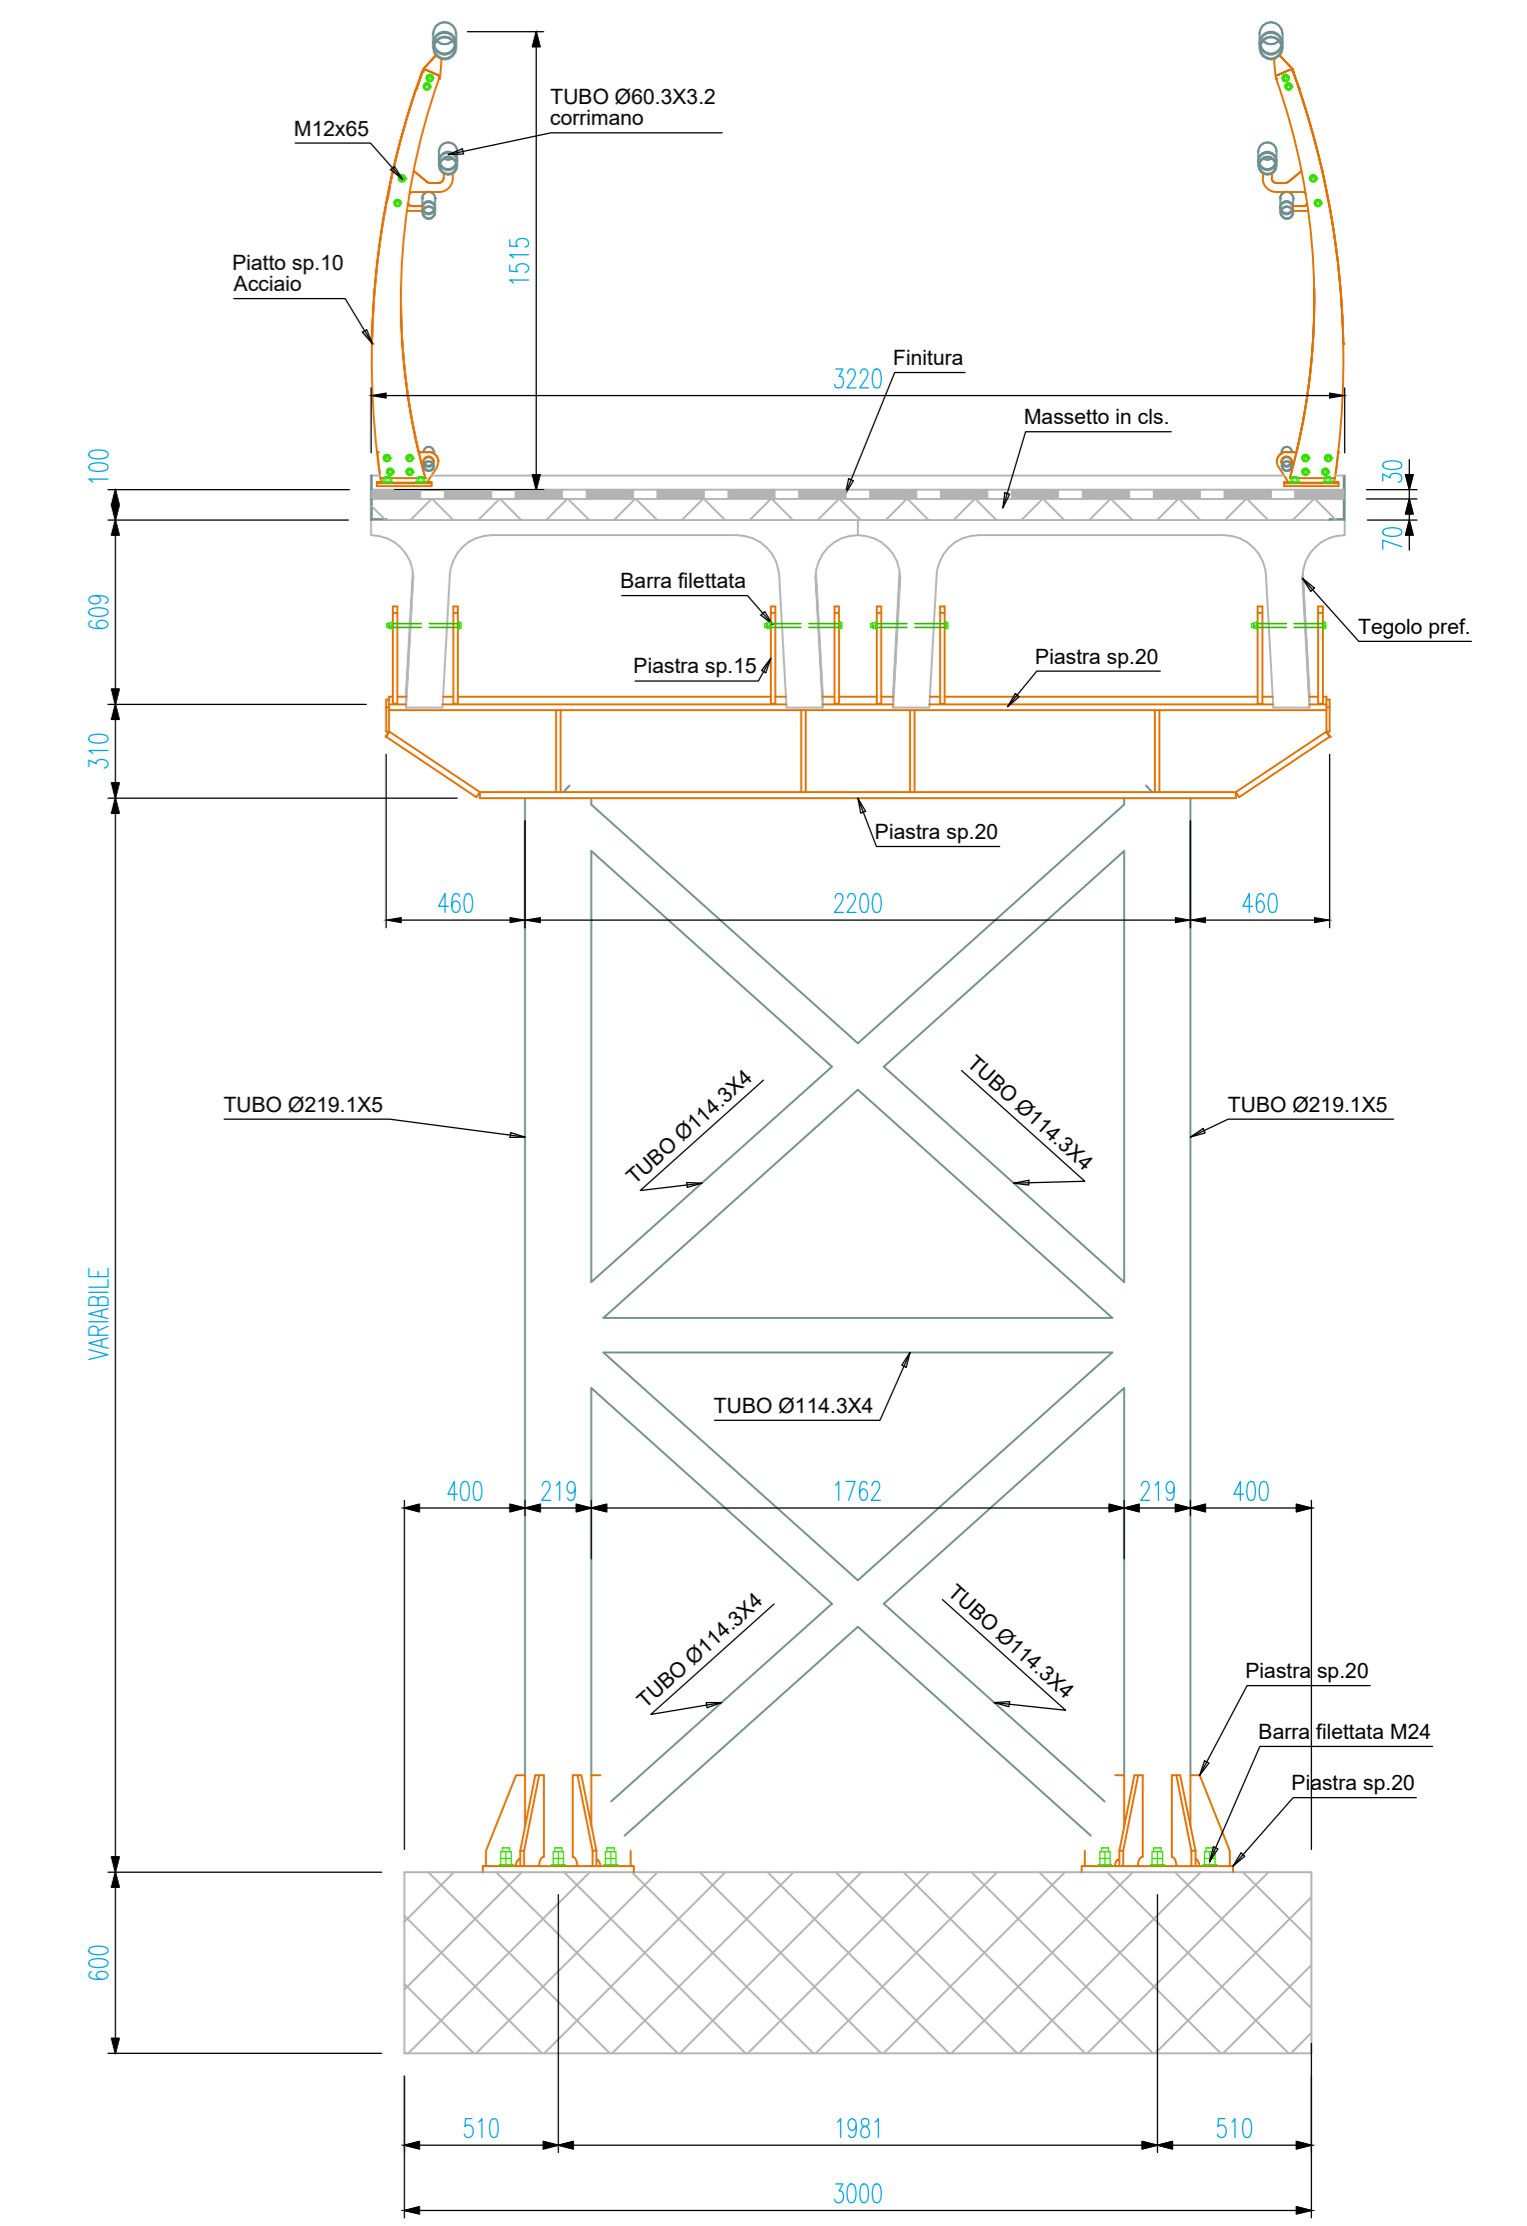 TUBO Ø60.3X3.2
corrimano
M12x65
1515
Piatto sp.10
Acciaio
Finitura
3220
Massetto in cls.
100
30
70
609
Barra filettata
Tegolo pref.
Piastra sp.15
Piastra sp.20
310
Piastra sp.20
460
2200
460
TUBO Ø219.1X5
TUBO Ø114.3X4
TUBO Ø114.3X4
TUBO Ø219.1X5
VARIABILE
TUBO Ø114.3X4
400
219
1762
219
400
TUBO Ø114.3X4
TUBO Ø114.3X4
Piastra sp.20
Barra filettata M24
Piastra sp.20
600
510
1981
510
3000